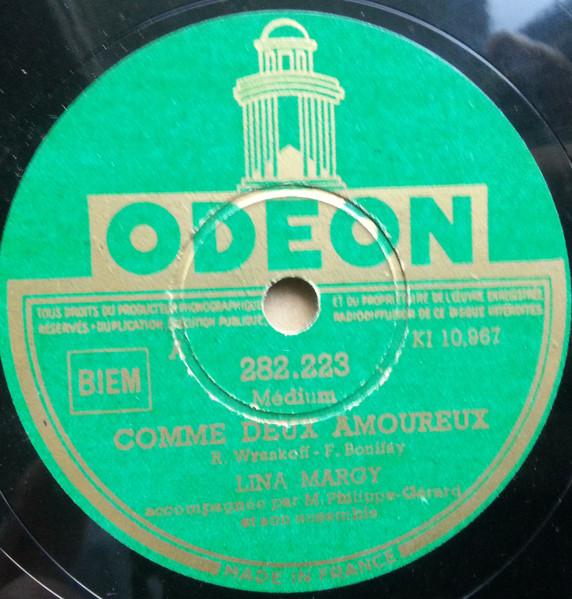 ODEON
TOUS DROITS DU PRODUCTEUR PHONOGRAPHIQUE ET DU PROPRIÉTAIRE DE L'ŒUVRE ENREGISTRÉE
RÉSERVÉS • DUPLICATION, EXÉCUTION PUBLIQUE, RADIODIFFUSION DE CE DISQUE INTERDITES
A
282.223
KI 10.967
BIEM
Médium
COMME DEUX AMOUREUX
R. Wraskoff - F. Bonifay
LINA MARGY
accompagnée par M. Philippe-Gérard
et son ensemble
MADE IN FRANCE